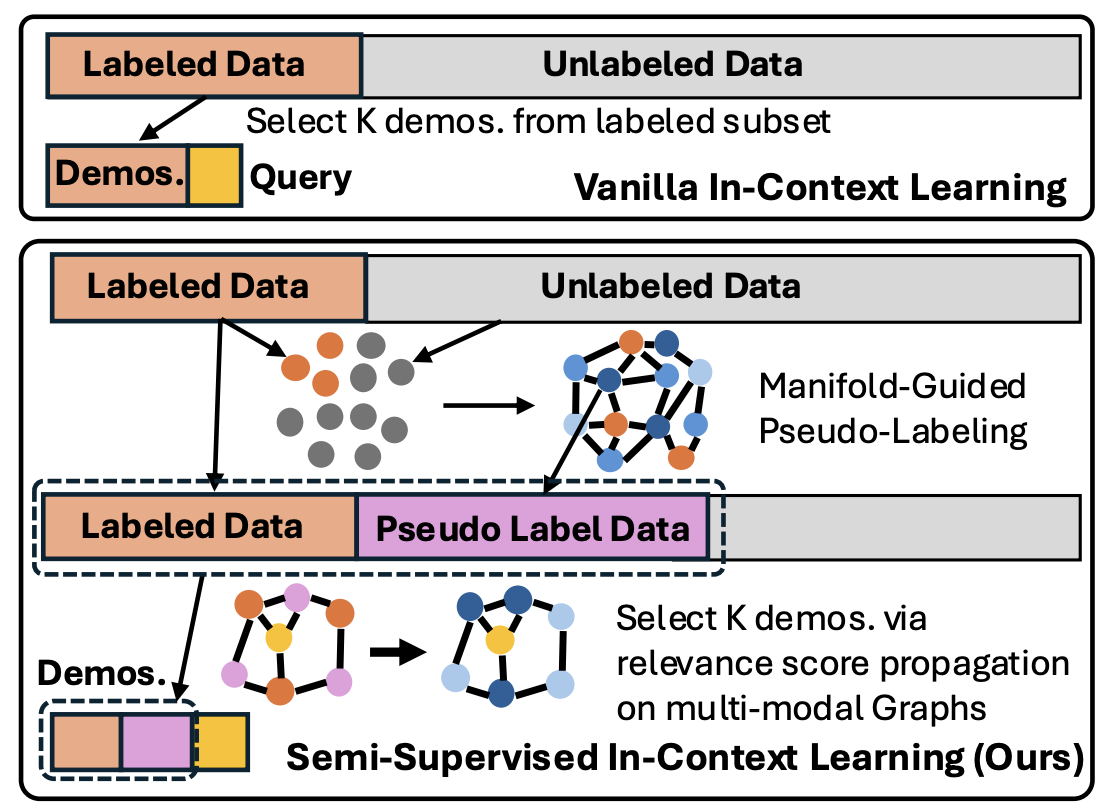 Labeled Data
Unlabeled Data
Select K demos. from labeled subset
Demos.
Query
Vanilla In-Context Learning
Labeled Data
Unlabeled Data
Manifold-Guided
Pseudo-Labeling
Labeled Data
Pseudo Label Data
Select K demos. via
relevance score propagation
on multi-modal Graphs
Demos.
Semi-Supervised In-Context Learning (Ours)